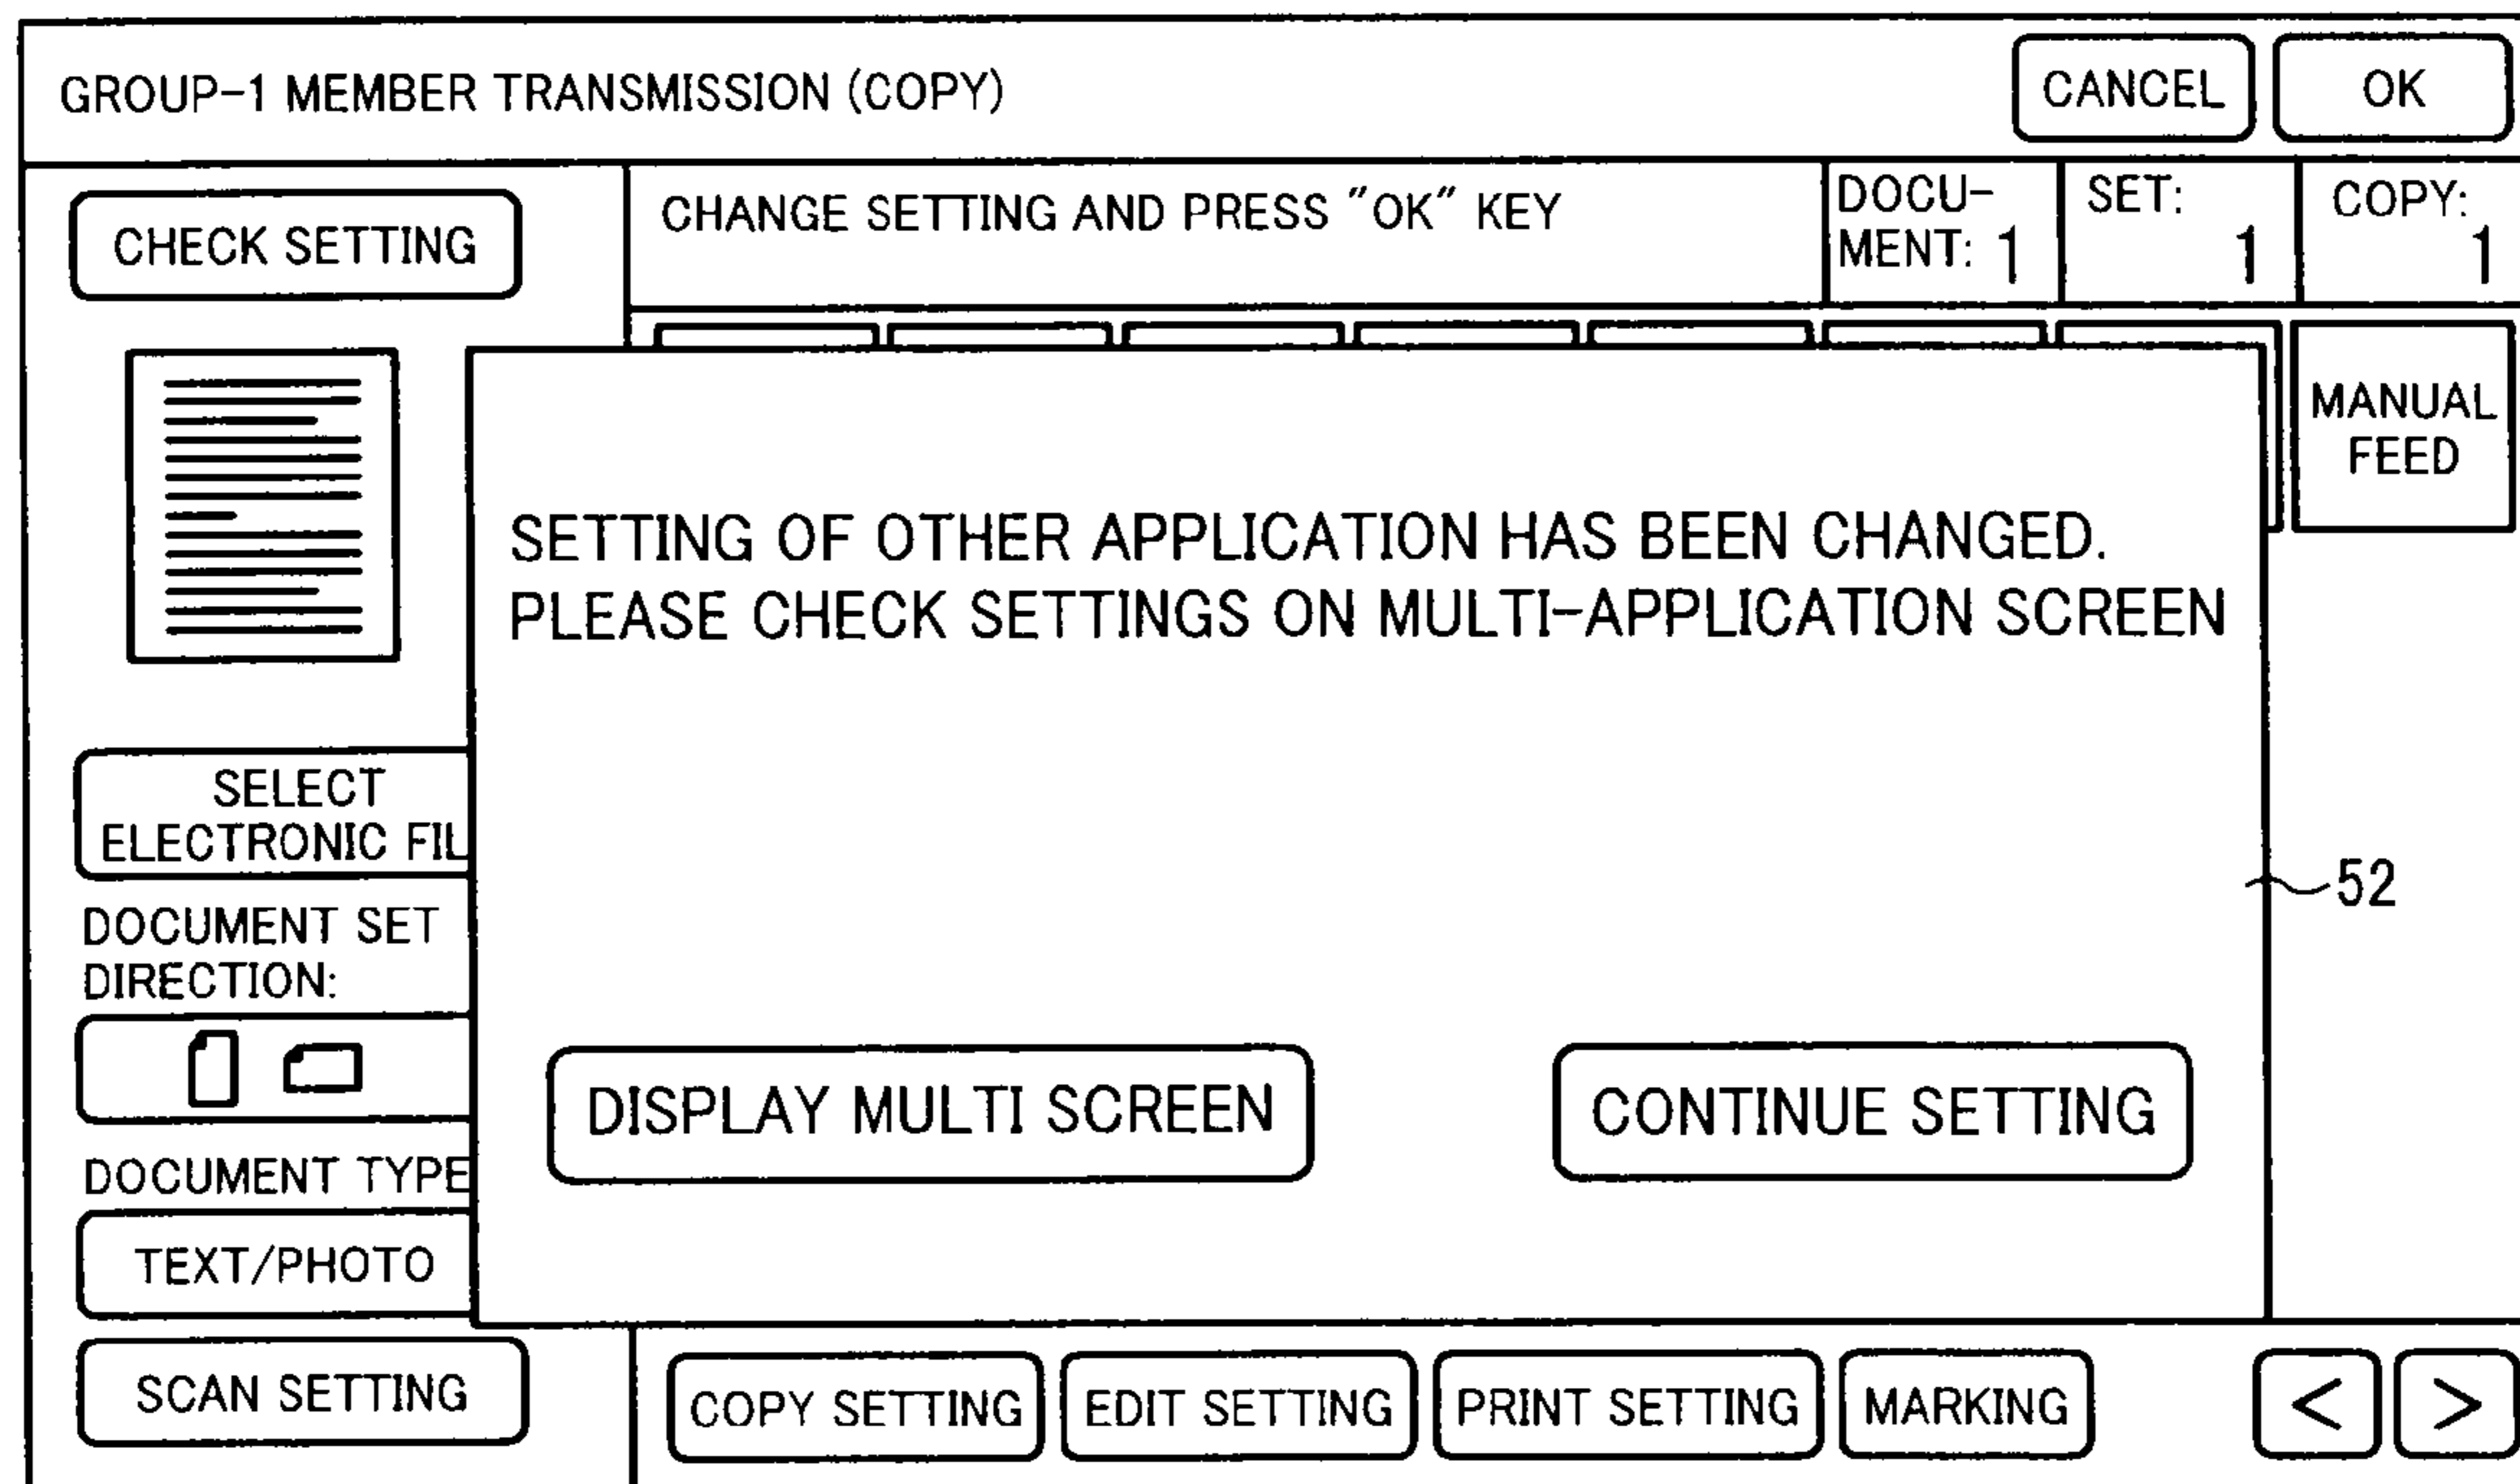 GROUP-1 MEMBER TRANSMISSION (COPY)
CANCEL
OK
CHECK SETTING
CHANGE SETTING AND PRESS "OK" KEY
DOCU-
MENT: 1
SET:
1
COPY:
1
MANUAL
FEED
SETTING OF OTHER APPLICATION HAS BEEN CHANGED.
PLEASE CHECK SETTINGS ON MULTI-APPLICATION SCREEN
SELECT
ELECTRONIC FIL
52
DOCUMENT SET
DIRECTION:
DISPLAY MULTI SCREEN
CONTINUE SETTING
DOCUMENT TYPE
TEXT/PHOTO
SCAN SETTING
COPY SETTING
EDIT SETTING
PRINT SETTING
MARKING
<
>